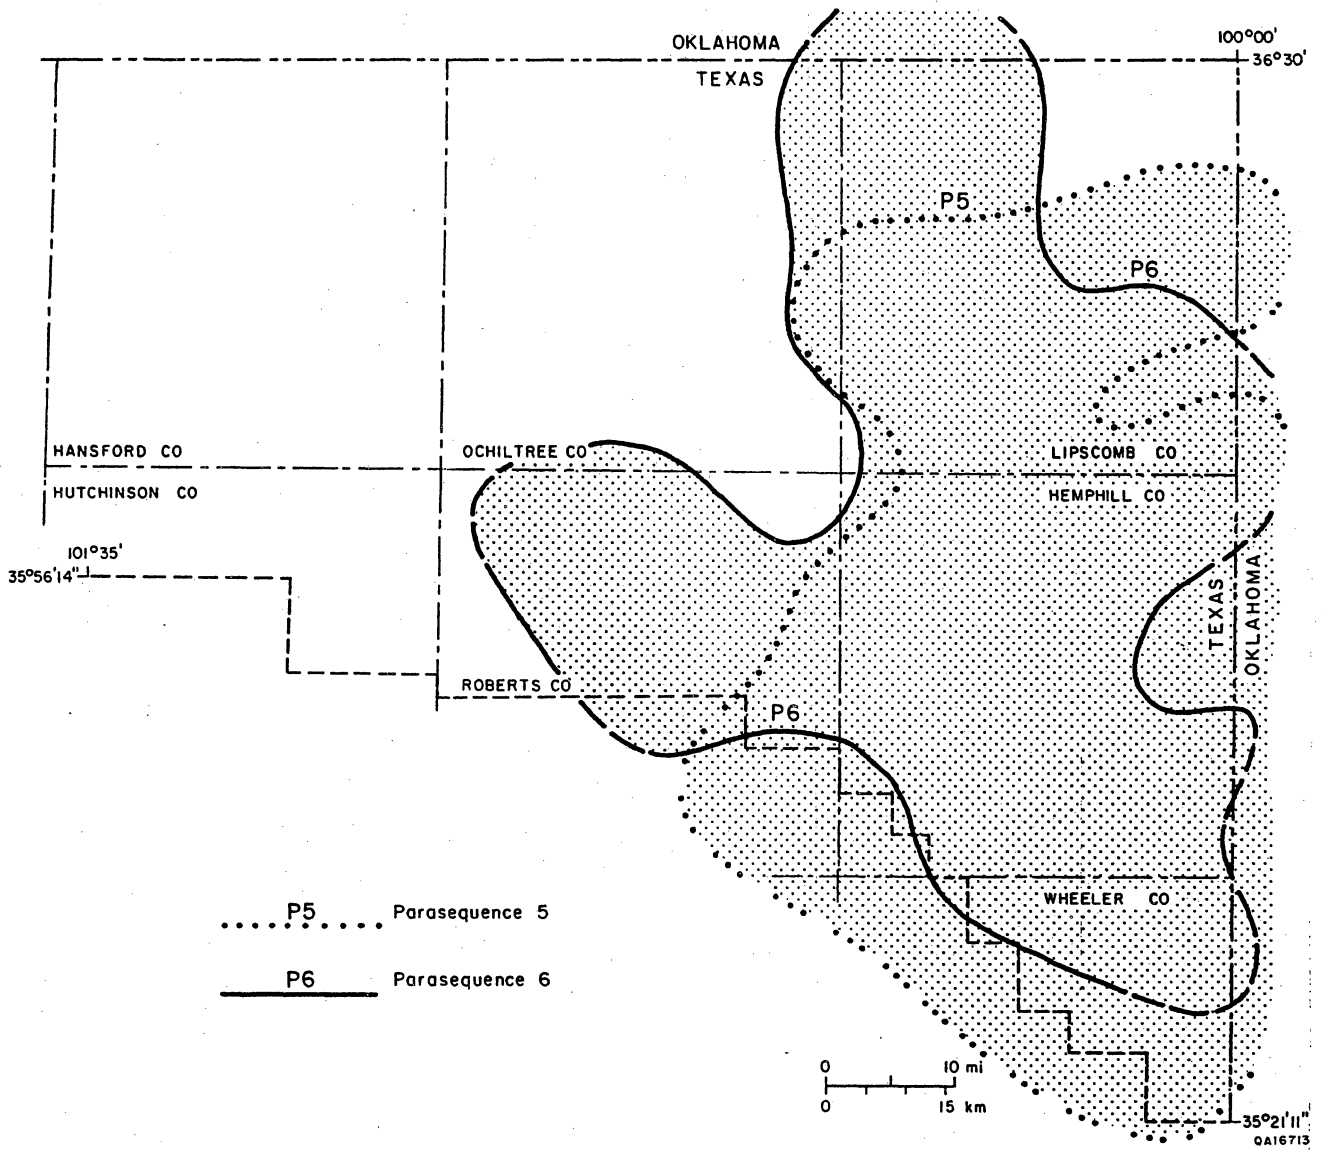 OKLAHOMA
TEXAS
100°00'
36°30'
P5
P6
HANSFORD CO
OCHILTREE CO
LIPSCOMB CO
HUTCHINSON CO
HEMPHILL CO
101°35'
35°56'14"
TEXAS
OKLAHOMA
ROBERTS CO
P6
WHEELER CO
P5 Parasequence 5
P6 Parasequence 6
0 10 mi
0 15 km
35°21'11"
QA16713